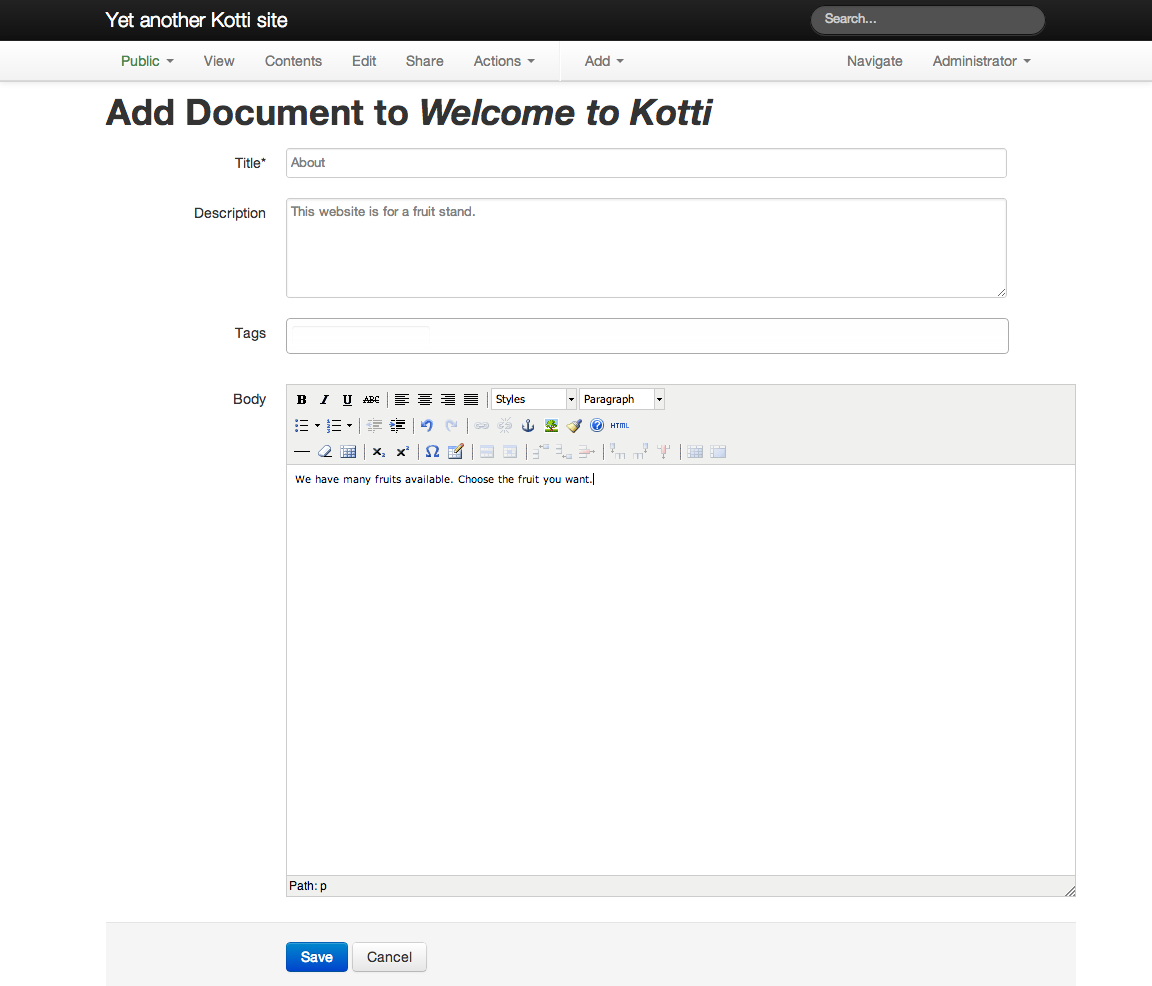 Yet another Kotti site
Search...
Public View Contents Edit Share Actions Add Navigate Administrator
Add Document to Welcome to Kotti
Title* About
Description This website is for a fruit stand.
Tags
Body B I U ABC Styles Paragraph
HTML
x₂ x² Ω
We have many fruits available. Choose the fruit you want.
Path: p
Save Cancel